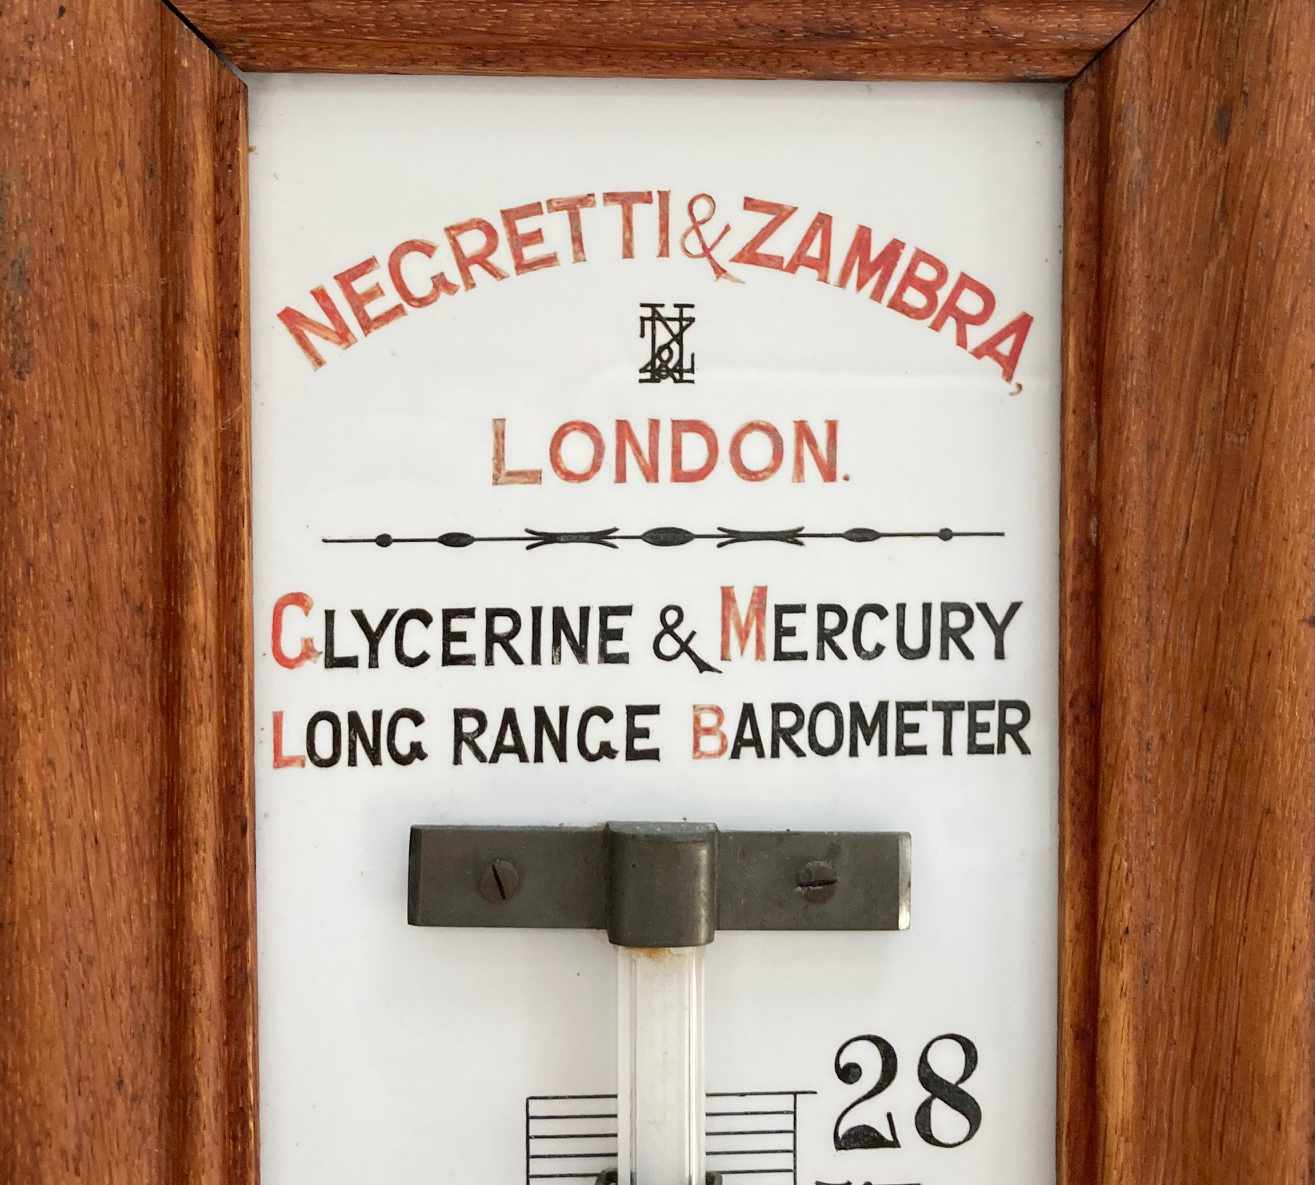 NEGRETTI & ZAMBRA,
N&Z
LONDON.
GLYCERINE & MERCURY
LONG RANGE BAROMETER
28